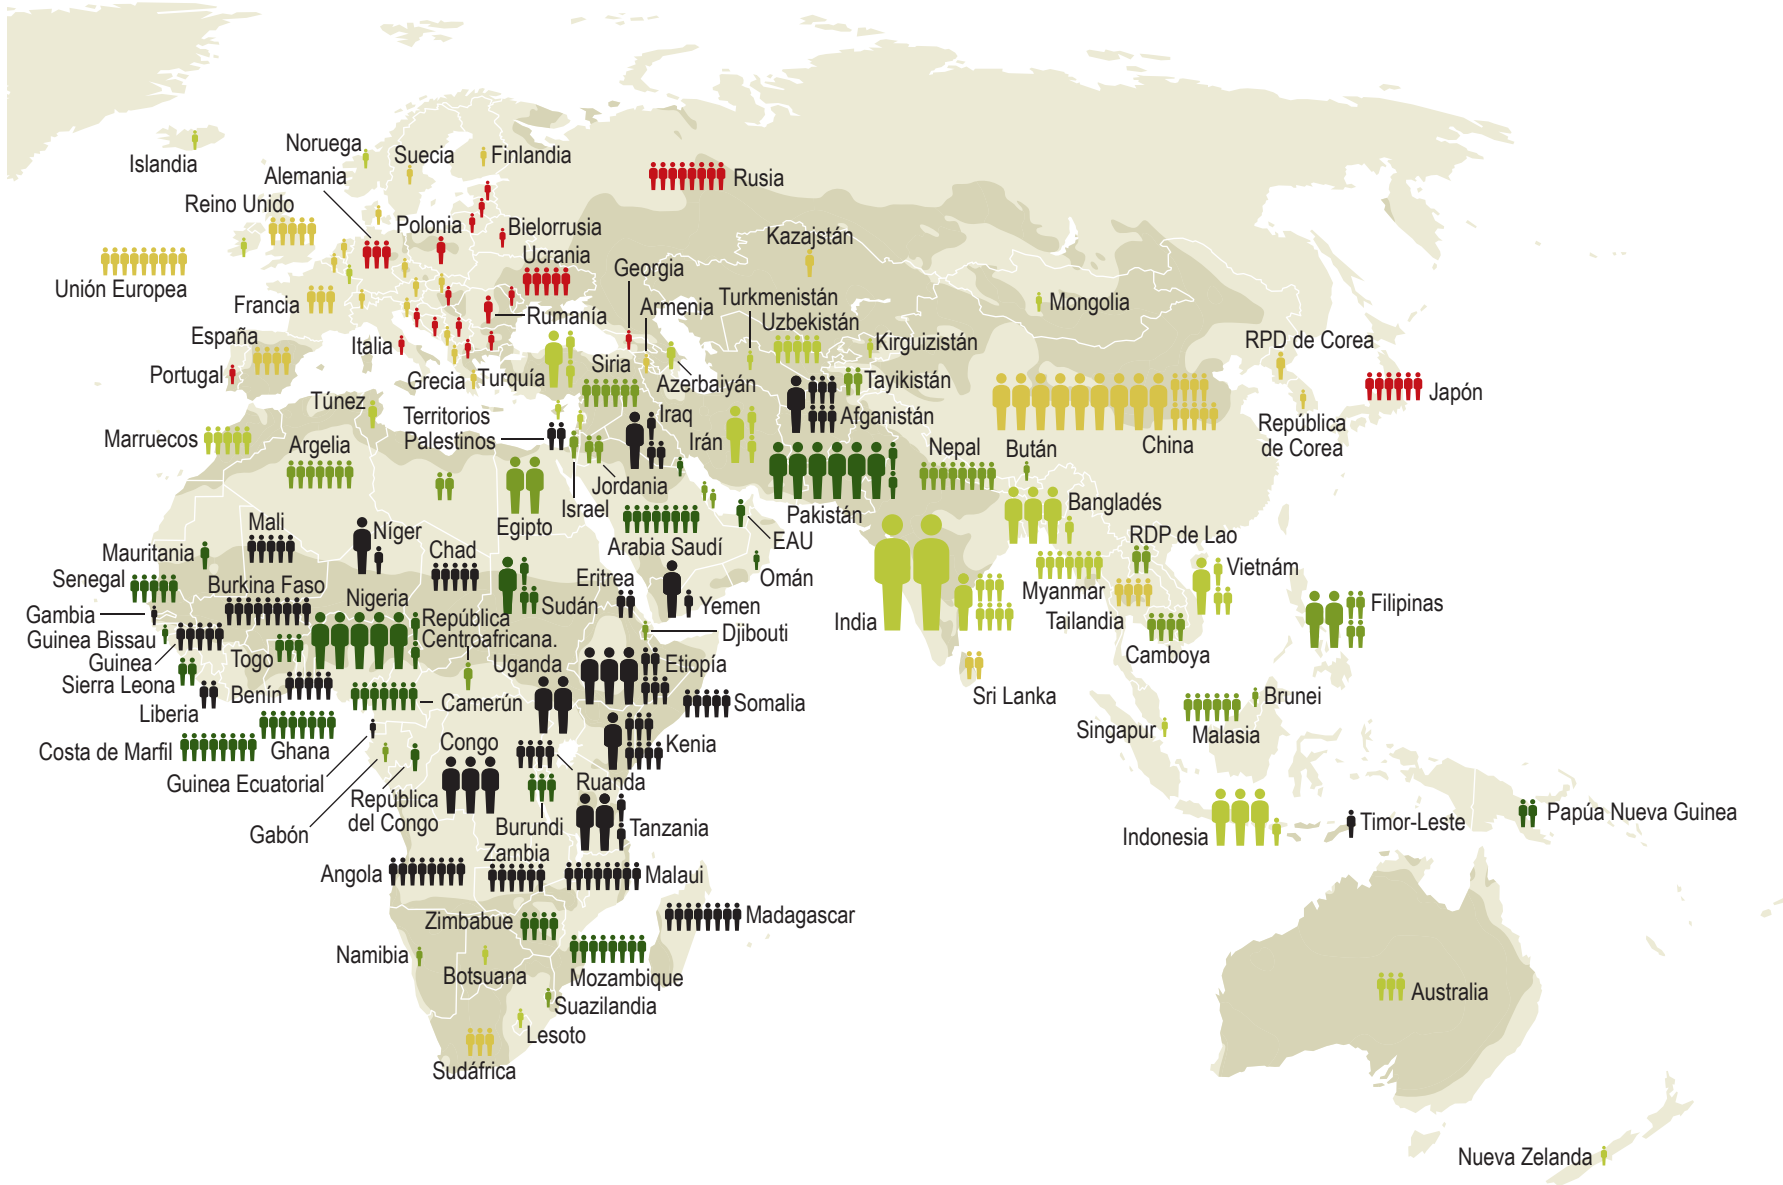 Islandia
Noruega
Suecia
Finlandia
Alemania
Reino Unido
Polonia
Bielorrusia
Ucrania
Unión Europea
Francia
España
Portugal
Italia
Rumanía
Grecia
Turquía
Georgia
Armenia
Azerbaiyán
Rusia
Kazajstán
Turkmenistán
Uzbekistán
Kirguizistán
Tayikistán
Mongolia
RPD de Corea
República
de Corea
Japón
China
Siria
Túnez
Marruecos
Argelia
Territorios
Palestinos
Iraq
Irán
Afganistán
Nepal
Bután
Bangladés
Jordania
Israel
Egipto
Arabia Saudí
EAU
Omán
Pakistán
India
Myanmar
RDP de Lao
Vietnám
Tailandia
Camboya
Filipinas
Sri Lanka
Brunei
Singapur
Malasia
Mali
Níger
Chad
Mauritania
Senegal
Burkina Faso
Nigeria
Gambia
Guinea Bissau
Guinea
Sierra Leona
Togo
Benín
Liberia
Costa de Marfil
Ghana
Guinea Ecuatorial
República
Centroafricana.
Sudán
Eritrea
Yemen
Djibouti
Uganda
Etiopía
Camerún
Somalia
Kenia
Congo
Ruanda
República
del Congo
Gabón
Burundi
Tanzania
Zambia
Angola
Malaui
Zimbabue
Madagascar
Namibia
Botsuana
Mozambique
Suazilandia
Lesoto
Sudáfrica
Indonesia
Timor-Leste
Papúa Nueva Guinea
Australia
Nueva Zelanda